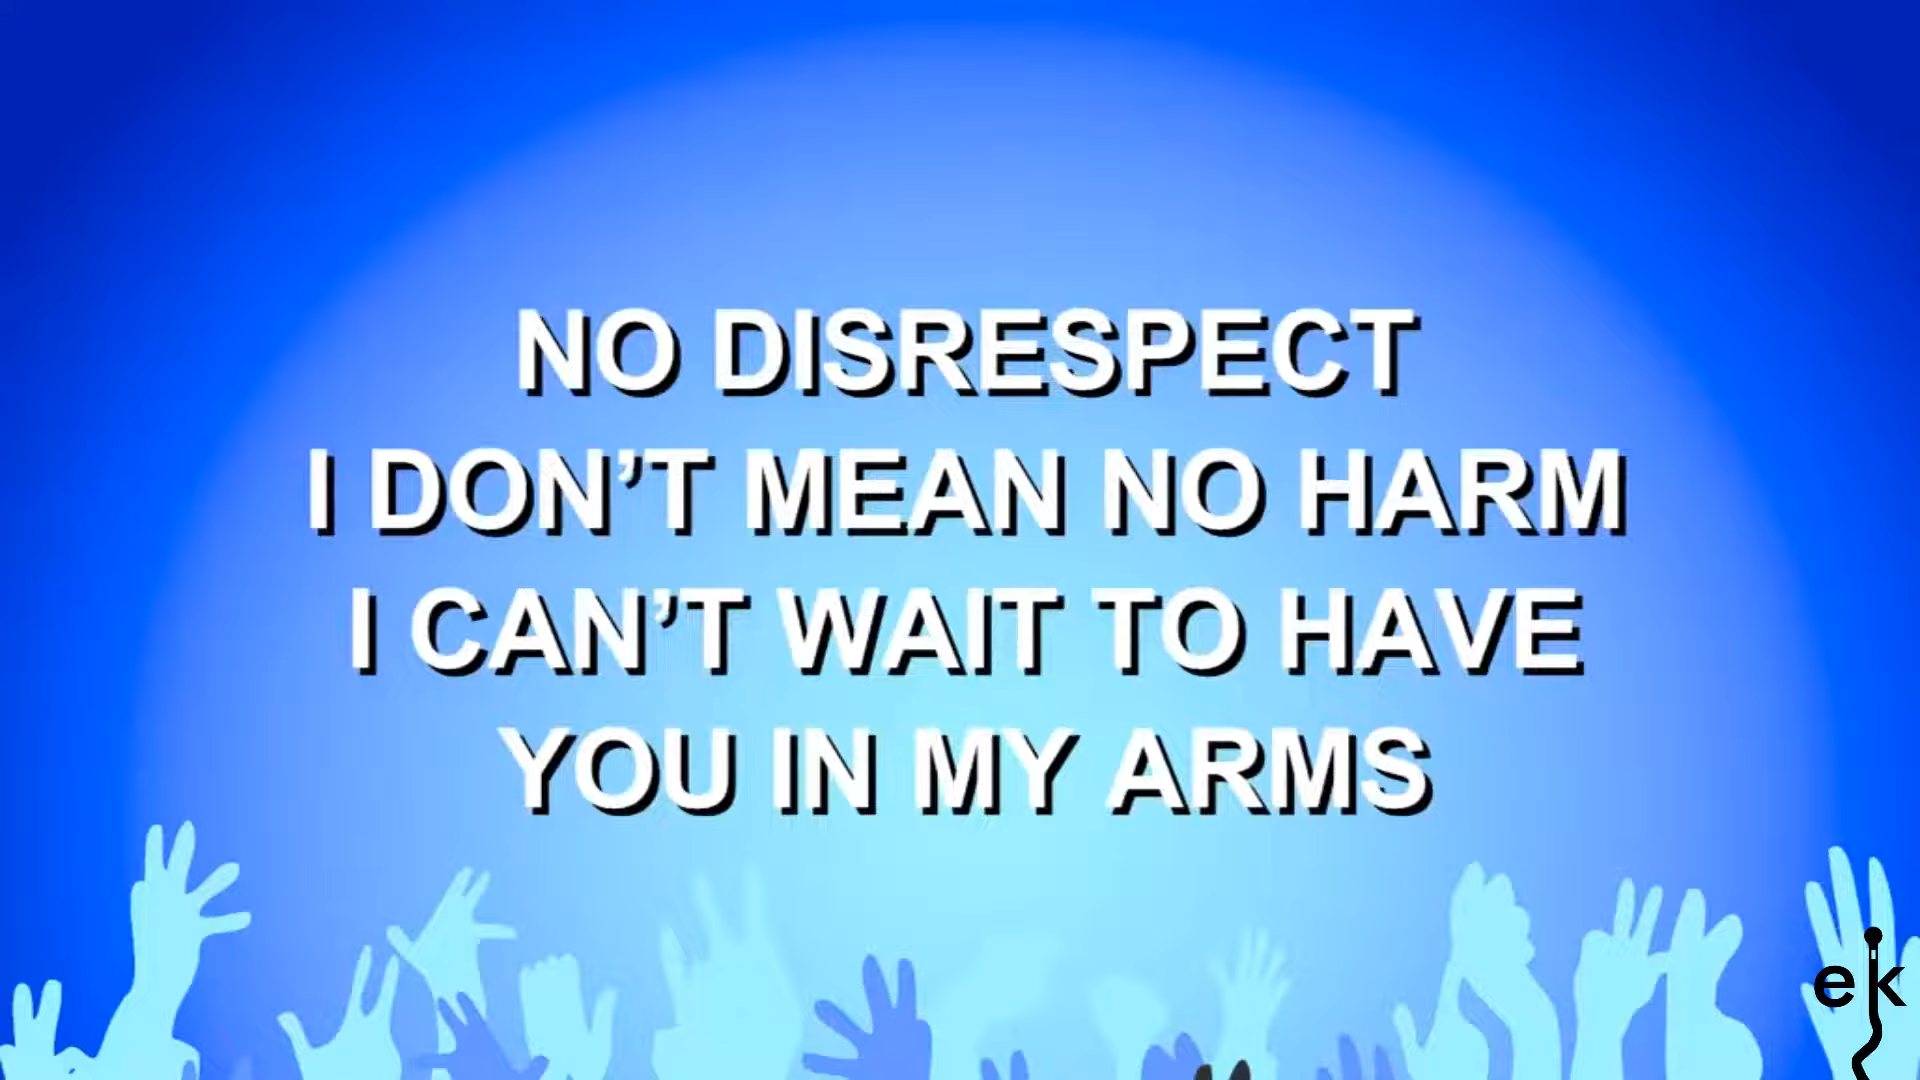 NO DISRESPECT
I DON’T MEAN NO HARM
I CAN’T WAIT TO HAVE
YOU IN MY ARMS
ek